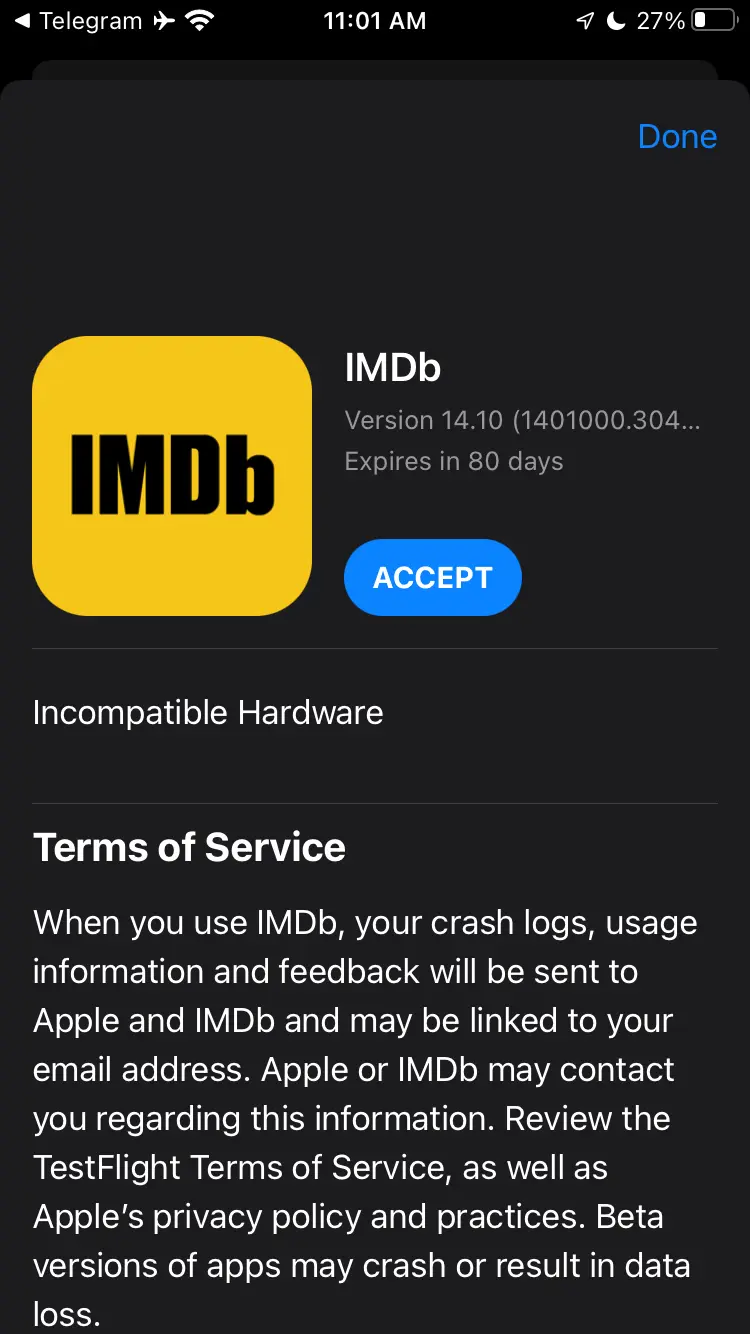 Telegram
11:01 AM
27%
Done
IMDb
IMDb
Version 14.10 (1401000.304...
Expires in 80 days
ACCEPT
Incompatible Hardware
Terms of Service
When you use IMDb, your crash logs, usage
information and feedback will be sent to
Apple and IMDb and may be linked to your
email address. Apple or IMDb may contact
you regarding this information. Review the
TestFlight Terms of Service, as well as
Apple’s privacy policy and practices. Beta
versions of apps may crash or result in data
loss.